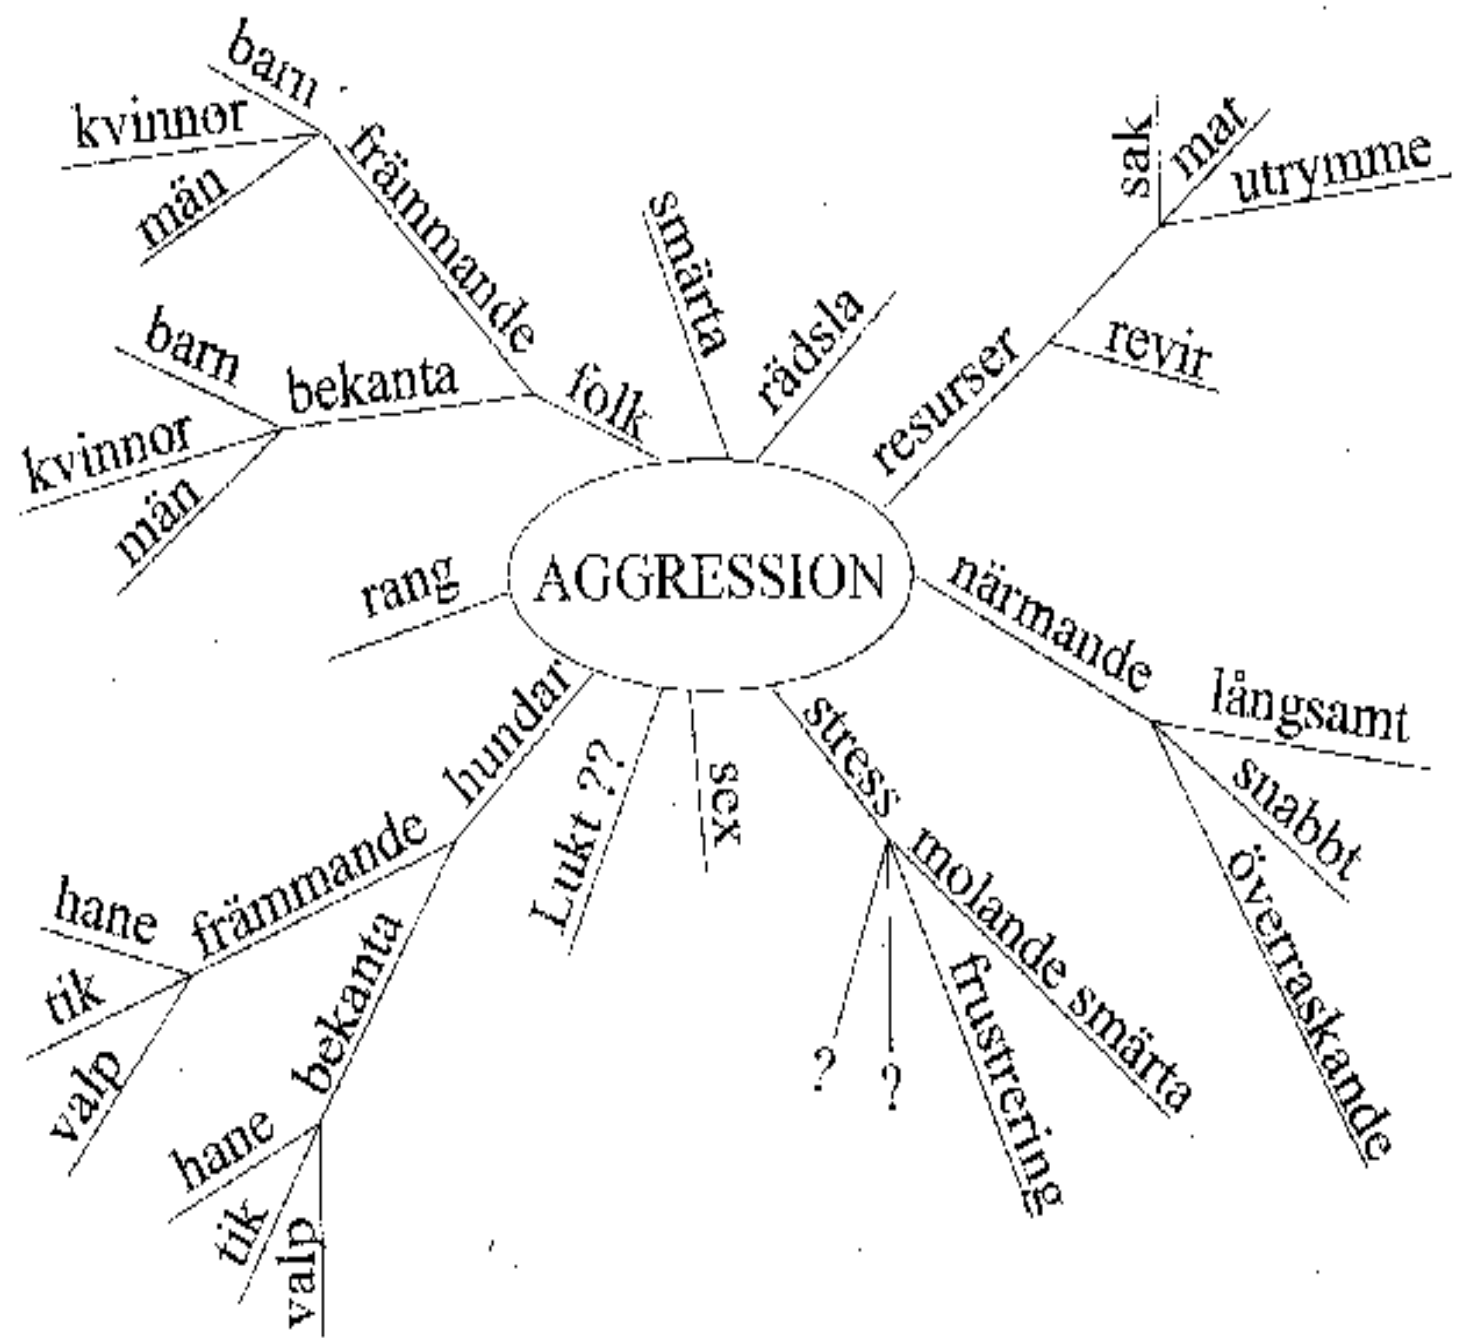 AGGRESSION
folk
främmande
barn
kvinnor
män
bekanta
barn
kvinnor
män
smärta
rädsla
resurser
sak
mat
utrymme
revir
närmande
långsamt
snabbt
överraskande
stress
molande smärta
frustrering
?
?
sex
Lukt ??
hundar
främmande
hane
tik
valp
bekanta
hane
tik
valp
rang